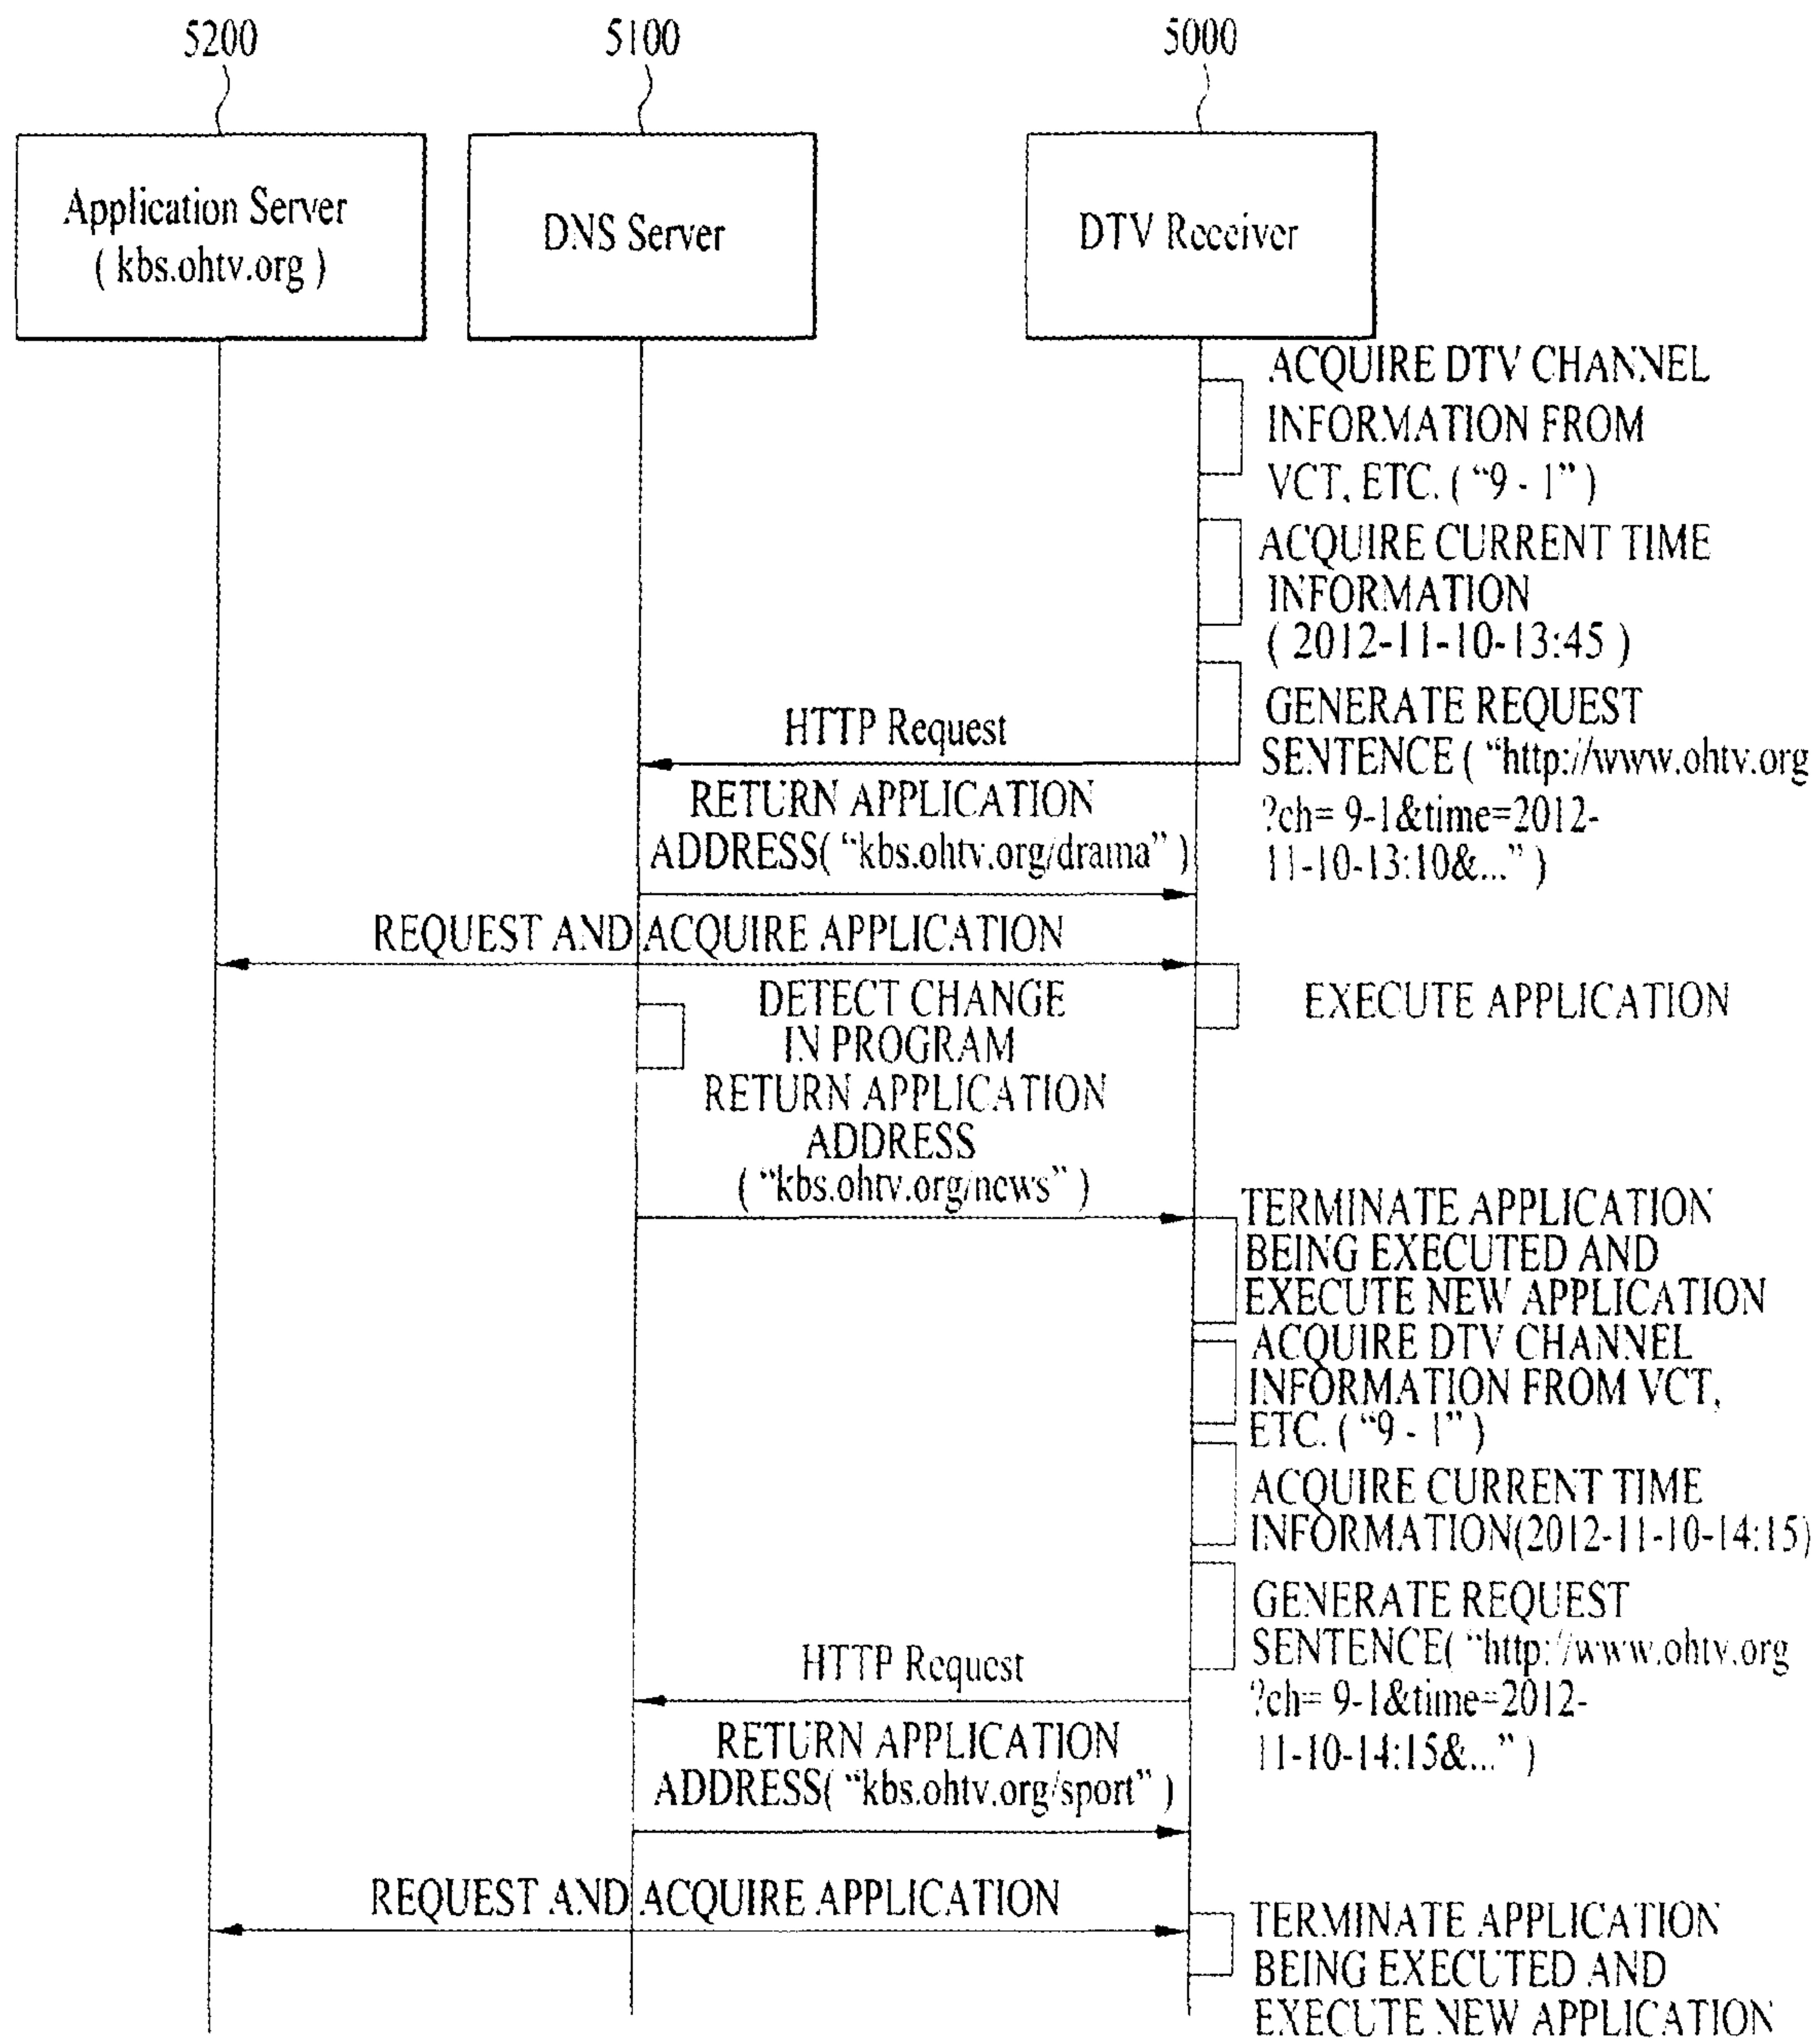 5200
5100
5000
Application Server
( kbs.ohtv.org )
DNS Server
DTV Receiver
ACQUIRE DTV CHANNEL
INFORMATION FROM
VCT, ETC. ( “9 - 1” )
ACQUIRE CURRENT TIME
INFORMATION
( 2012-11-10-13:45 )
GENERATE REQUEST
SENTENCE ( “http://www.ohtv.org
?ch= 9-1&time=2012-
11-10-13:10&...” )
HTTP Request
RETURN APPLICATION
ADDRESS( “kbs.ohtv.org/drama” )
REQUEST AND ACQUIRE APPLICATION
EXECUTE APPLICATION
DETECT CHANGE
IN PROGRAM
RETURN APPLICATION
ADDRESS
( “kbs.ohtv.org/news” )
TERMINATE APPLICATION
BEING EXECUTED AND
EXECUTE NEW APPLICATION
ACQUIRE DTV CHANNEL
INFORMATION FROM VCT,
ETC. ( “9 - 1” )
ACQUIRE CURRENT TIME
INFORMATION(2012-11-10-14:15)
GENERATE REQUEST
SENTENCE( “http://www.ohtv.org
?ch= 9-1&time=2012-
11-10-14:15&...” )
HTTP Request
RETURN APPLICATION
ADDRESS( “kbs.ohtv.org/sport” )
REQUEST AND ACQUIRE APPLICATION
TERMINATE APPLICATION
BEING EXECUTED AND
EXECUTE NEW APPLICATION